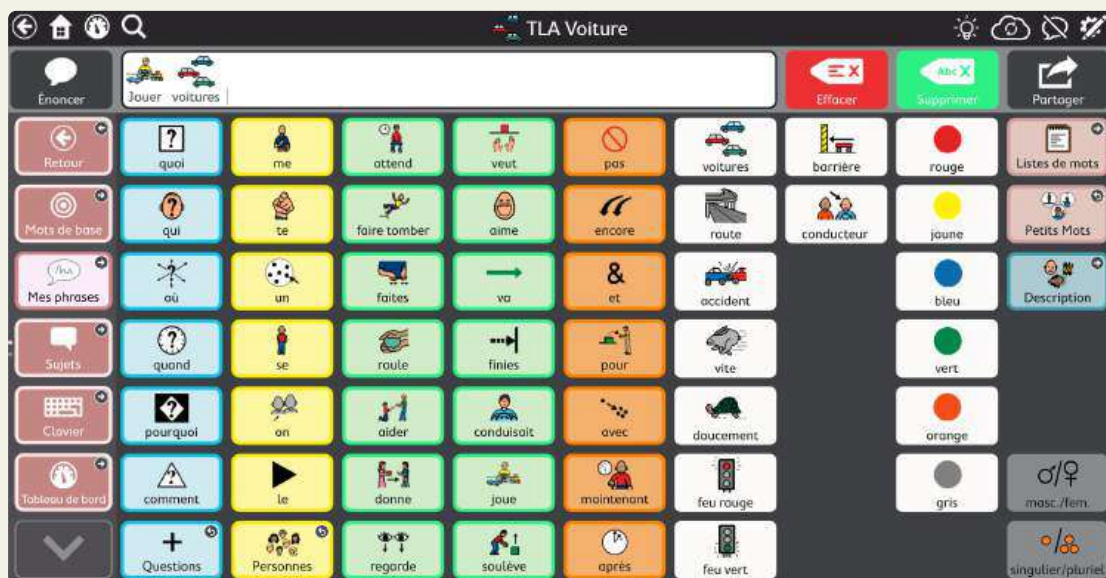 TLA Voiture
Énoncer
Jouer voitures
Effacer
Abc X
Supprimer
Partager
Retour
quoi
me
attend
veut
pas
voitures
barrière
rouge
Listes de mots
Mots de base
qui
te
faire tomber
aime
encore
route
conducteur
jaune
Petits Mots
Mes phrases
où
un
faites
va
&
et
accident
bleu
Description
Sujets
quand
se
roule
finies
pour
vite
vert
Clavier
pourquoi
on
aider
conduisait
avec
doucement
orange
Tableau de bord
comment
le
donne
joue
maintenant
feu rouge
gris
masc./fem.
Questions
Personnes
regarde
soulève
après
feu vert
singulier/pluriel